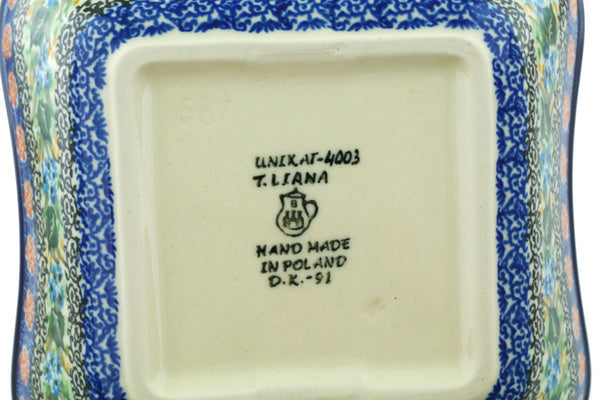 UNIKAT-4003
T.LIANA
HAND MADE
IN POLAND
D.K.-91